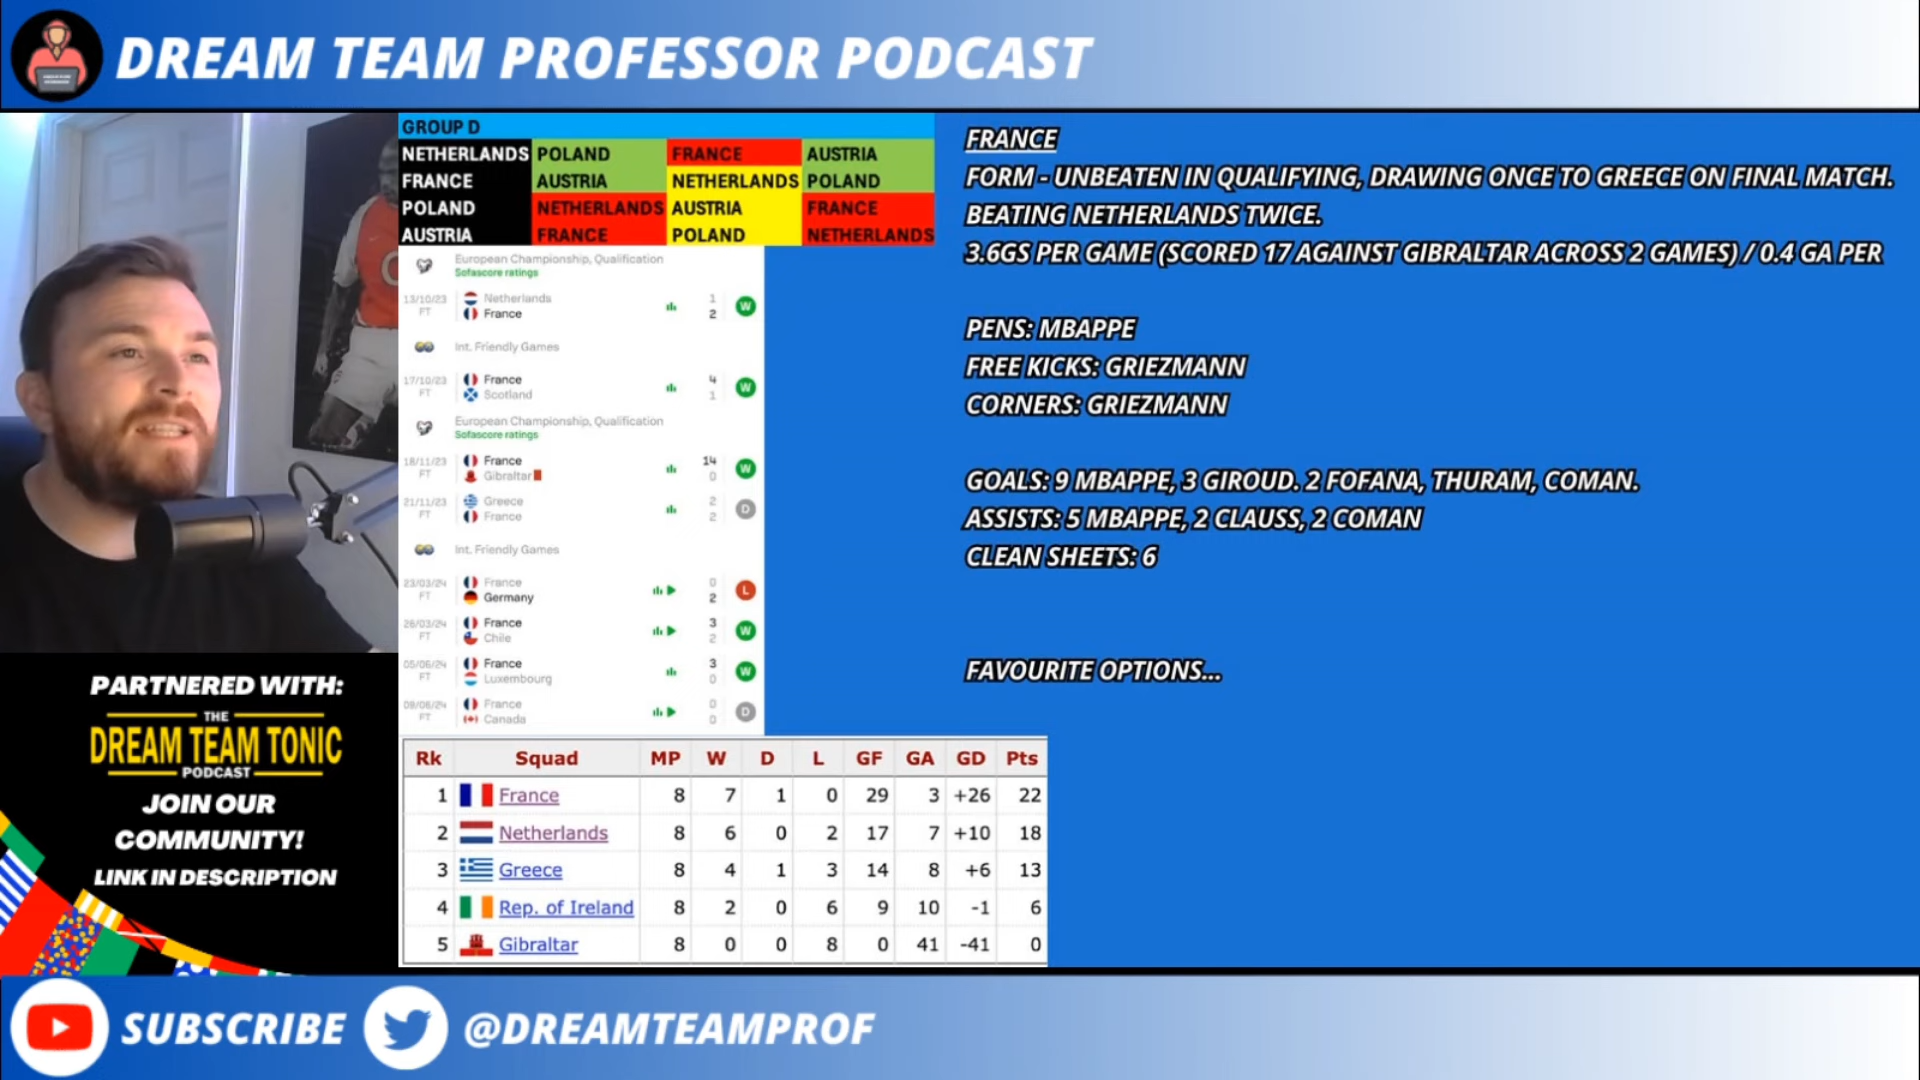 DREAM TEAM PROFESSOR PODCAST
GROUP D
NETHERLANDS POLAND FRANCE AUSTRIA
FRANCE AUSTRIA NETHERLANDS POLAND
POLAND NETHERLANDS AUSTRIA FRANCE
AUSTRIA FRANCE POLAND NETHERLANDS
European Championship, Qualification
Sofascore ratings
13/10/23 Netherlands 1
FT France 2 W
Int. Friendly Games
17/10/23 France 4
FT Scotland 1 W
European Championship, Qualification
Sofascore ratings
18/11/23 France 14
FT Gibraltar 0 W
21/11/23 Greece 2
FT France 2 D
Int. Friendly Games
23/03/24 France 0
FT Germany 2 L
26/03/24 France 3
FT Chile 2 W
05/06/24 France 3
FT Luxembourg 0 W
09/06/24 France 0
FT Canada 0 D
Rk Squad MP W D L GF GA GD Pts
1 France 8 7 1 0 29 3 +26 22
2 Netherlands 8 6 0 2 17 7 +10 18
3 Greece 8 4 1 3 14 8 +6 13
4 Rep. of Ireland 8 2 0 6 9 10 -1 6
5 Gibraltar 8 0 0 8 0 41 -41 0
FRANCE
FORM - UNBEATEN IN QUALIFYING, DRAWING ONCE TO GREECE ON FINAL MATCH.
BEATING NETHERLANDS TWICE.
3.6GS PER GAME (SCORED 17 AGAINST GIBRALTAR ACROSS 2 GAMES) / 0.4 GA PER
PENS: MBAPPE
FREE KICKS: GRIEZMANN
CORNERS: GRIEZMANN
GOALS: 9 MBAPPE, 3 GIROUD. 2 FOFANA, THURAM, COMAN.
ASSISTS: 5 MBAPPE, 2 CLAUSS, 2 COMAN
CLEAN SHEETS: 6
FAVOURITE OPTIONS...
PARTNERED WITH:
THE
DREAM TEAM TONIC
PODCAST
JOIN OUR
COMMUNITY!
LINK IN DESCRIPTION
SUBSCRIBE @DREAMTEAMPROF